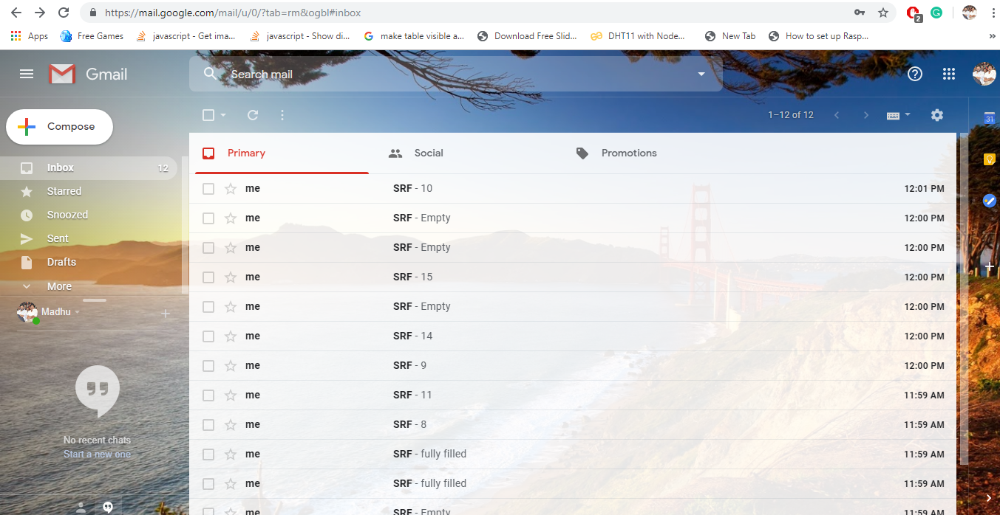 https://mail.google.com/mail/u/0/?tab=rm&ogbl#inbox
2
Apps Free Games javascript - Get ima... javascript - Show di... make table visible a... Download Free Slid... DHT11 with Node... New Tab How to set up Rasp... »
Gmail Search mail
1–12 of 12
31
Compose
Primary Social Promotions
Inbox 12
Starred
Snoozed
Sent
Drafts
More
Madhu
No recent chats
Start a new one
me SRF - 10 12:01 PM
me SRF - Empty 12:00 PM
me SRF - Empty 12:00 PM
me SRF - 15 12:00 PM
me SRF - Empty 12:00 PM
me SRF - 14 12:00 PM
me SRF - 9 12:00 PM
me SRF - 11 11:59 AM
me SRF - 8 11:59 AM
me SRF - fully filled 11:59 AM
me SRF - fully filled 11:59 AM
me SRF - Empty 11:59 AM